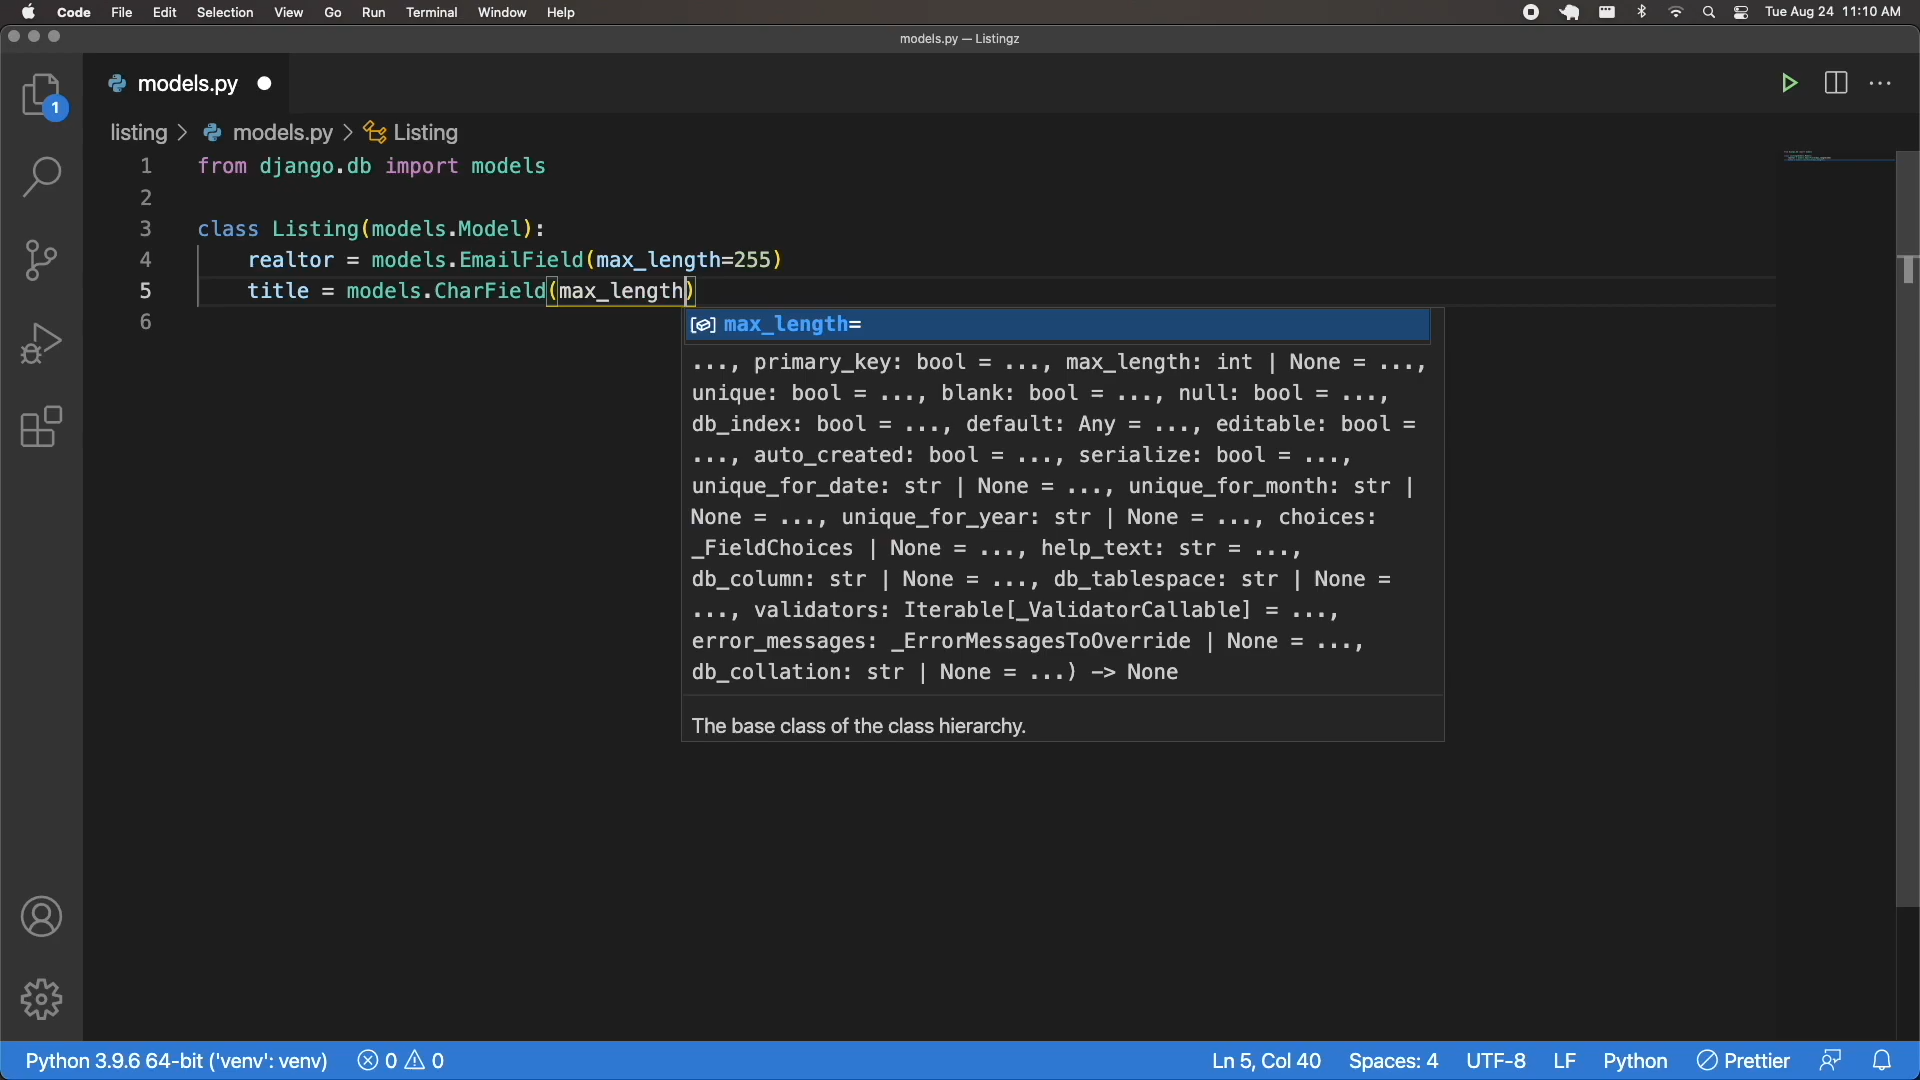 Code File Edit Selection View Go Run Terminal Window Help Tue Aug 24 11:10 AM
models.py — Listingz
models.py
1
listing > models.py > Listing
1 from django.db import models
2
3 class Listing(models.Model):
4 realtor = models.EmailField(max_length=255)
5 title = models.CharField(max_length)
6
max_length=
..., primary_key: bool = ..., max_length: int | None = ...,
unique: bool = ..., blank: bool = ..., null: bool = ...,
db_index: bool = ..., default: Any = ..., editable: bool =
..., auto_created: bool = ..., serialize: bool = ...,
unique_for_date: str | None = ..., unique_for_month: str |
None = ..., unique_for_year: str | None = ..., choices:
_FieldChoices | None = ..., help_text: str = ...,
db_column: str | None = ..., db_tablespace: str | None =
..., validators: Iterable[_ValidatorCallable] = ...,
error_messages: _ErrorMessagesToOverride | None = ...,
db_collation: str | None = ...) -> None
The base class of the class hierarchy.
Python 3.9.6 64-bit ('venv': venv) 0 0 Ln 5, Col 40 Spaces: 4 UTF-8 LF Python Prettier